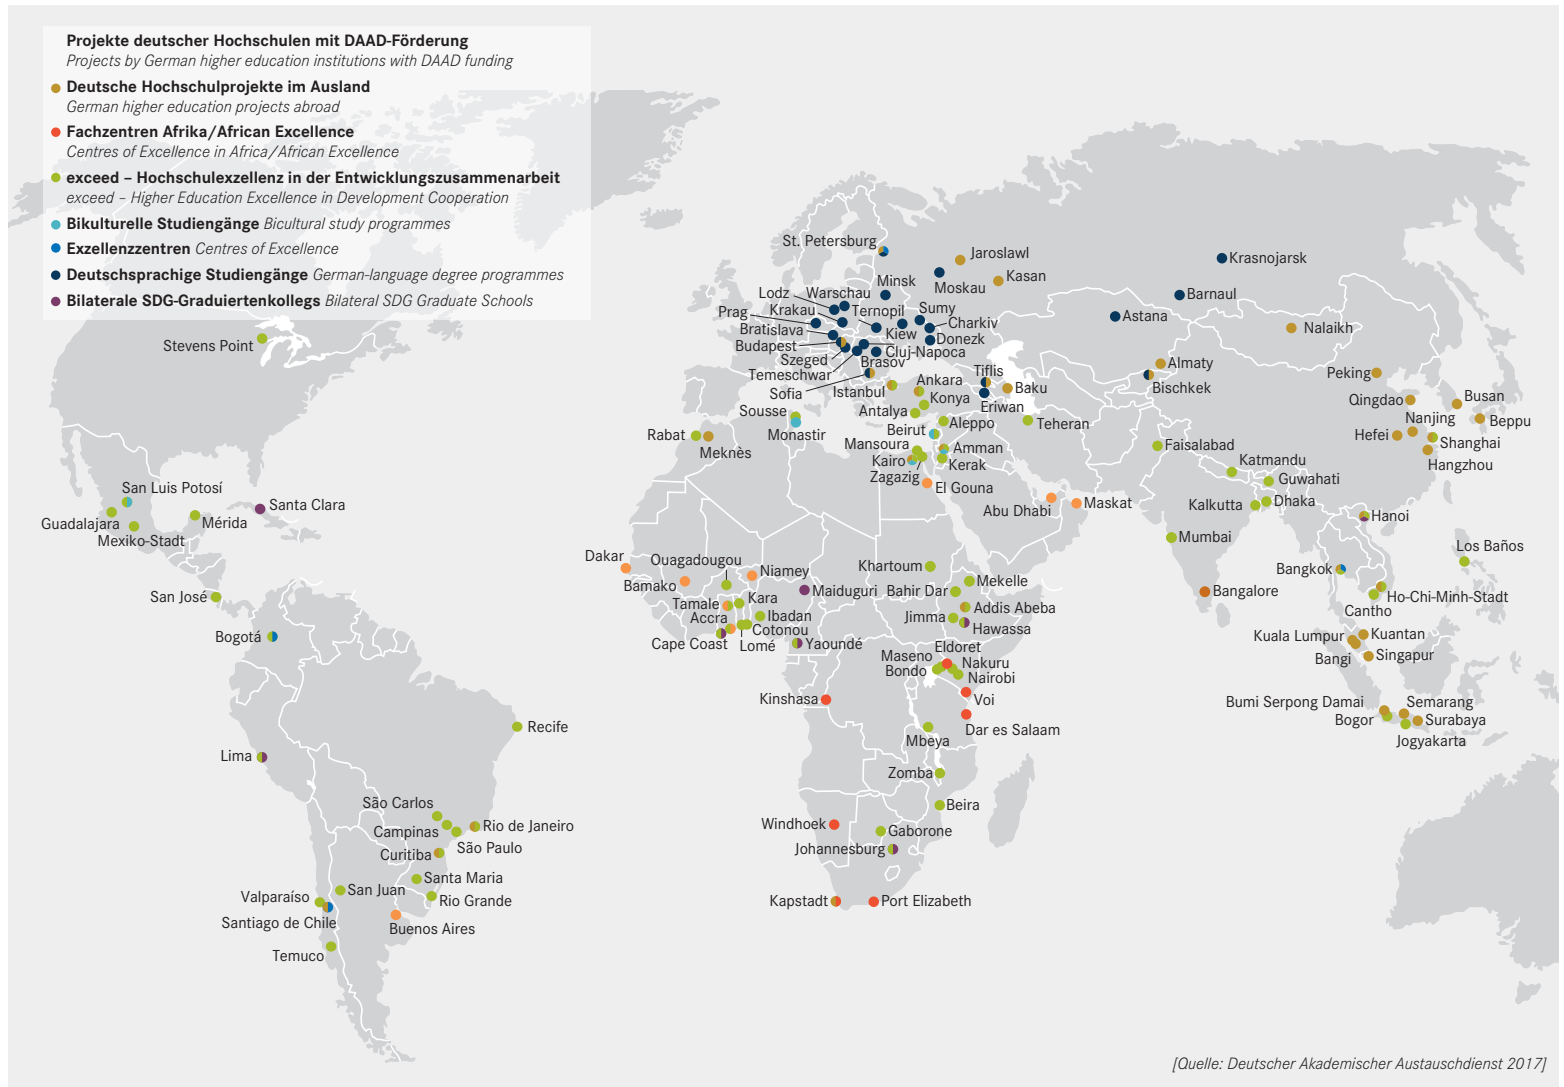 Projekte deutscher Hochschulen mit DAAD-Förderung
Projects by German higher education institutions with DAAD funding
Deutsche Hochschulprojekte im Ausland
German higher education projects abroad
Fachzentren Afrika/African Excellence
Centres of Excellence in Africa/African Excellence
exceed – Hochschulexzellenz in der Entwicklungszusammenarbeit
exceed – Higher Education Excellence in Development Cooperation
Bikulturelle Studiengänge Bicultural study programmes
Exzellenzzentren Centres of Excellence
Deutschsprachige Studiengänge German-language degree programmes
Bilaterale SDG-Graduiertenkollegs Bilateral SDG Graduate Schools
Stevens Point
San Luis Potosí
Guadalajara
Mexiko-Stadt
Mérida
Santa Clara
San José
Bogotá
Recife
Lima
São Carlos
Campinas
Rio de Janeiro
São Paulo
Curitiba
Santa Maria
San Juan
Valparaíso
Rio Grande
Santiago de Chile
Buenos Aires
Temuco
St. Petersburg
Jaroslawl
Moskau
Kasan
Krasnojarsk
Minsk
Barnaul
Astana
Lodz
Warschau
Prag
Krakau
Ternopil
Sumy
Bratislava
Kiew
Charkiv
Budapest
Donezk
Szeged
Cluj-Napoca
Brasov
Temeschwar
Sofia
Istanbul
Ankara
Konya
Antalya
Tiflis
Baku
Eriwan
Almaty
Bischkek
Nalaikh
Peking
Qingdao
Busan
Nanjing
Beppu
Hefei
Shanghai
Hangzhou
Sousse
Monastir
Rabat
Meknès
Beirut
Aleppo
Teheran
Mansoura
Amman
Kairo
Kerak
Zagazig
El Gouna
Abu Dhabi
Maskat
Faisalabad
Katmandu
Guwahati
Kalkutta
Dhaka
Mumbai
Bangalore
Hanoi
Los Baños
Bangkok
Ho-Chi-Minh-Stadt
Cantho
Kuala Lumpur
Kuantan
Bangi
Singapur
Bumi Serpong Damai
Semarang
Bogor
Surabaya
Jogyakarta
Dakar
Ouagadougou
Niamey
Bamako
Maiduguri
Tamale
Kara
Accra
Ibadan
Cotonou
Cape Coast
Lomé
Yaoundé
Khartoum
Mekelle
Bahir Dar
Addis Abeba
Jimma
Hawassa
Eldoret
Maseno
Nakuru
Bondo
Nairobi
Kinshasa
Voi
Dar es Salaam
Mbeya
Zomba
Beira
Windhoek
Gaborone
Johannesburg
Kapstadt
Port Elizabeth
[Quelle: Deutscher Akademischer Austauschdienst 2017]